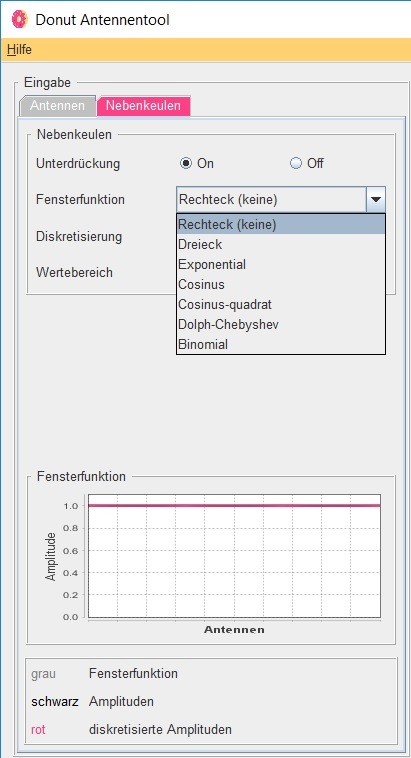 Donut Antennentool
Hilfe
Eingabe
Antennen Nebenkeulen
Nebenkeulen
Unterdrückung On Off
Fensterfunktion Rechteck (keine)
Rechteck (keine)
Diskretisierung Dreieck
Exponential
Wertebereich Cosinus
Cosinus-quadrat
Dolph-Chebyshev
Binomial
Fensterfunktion
1.0
0.8
0.6
0.4
0.2
0.0
Amplitude
Antennen
grau Fensterfunktion
schwarz Amplituden
rot diskretisierte Amplituden